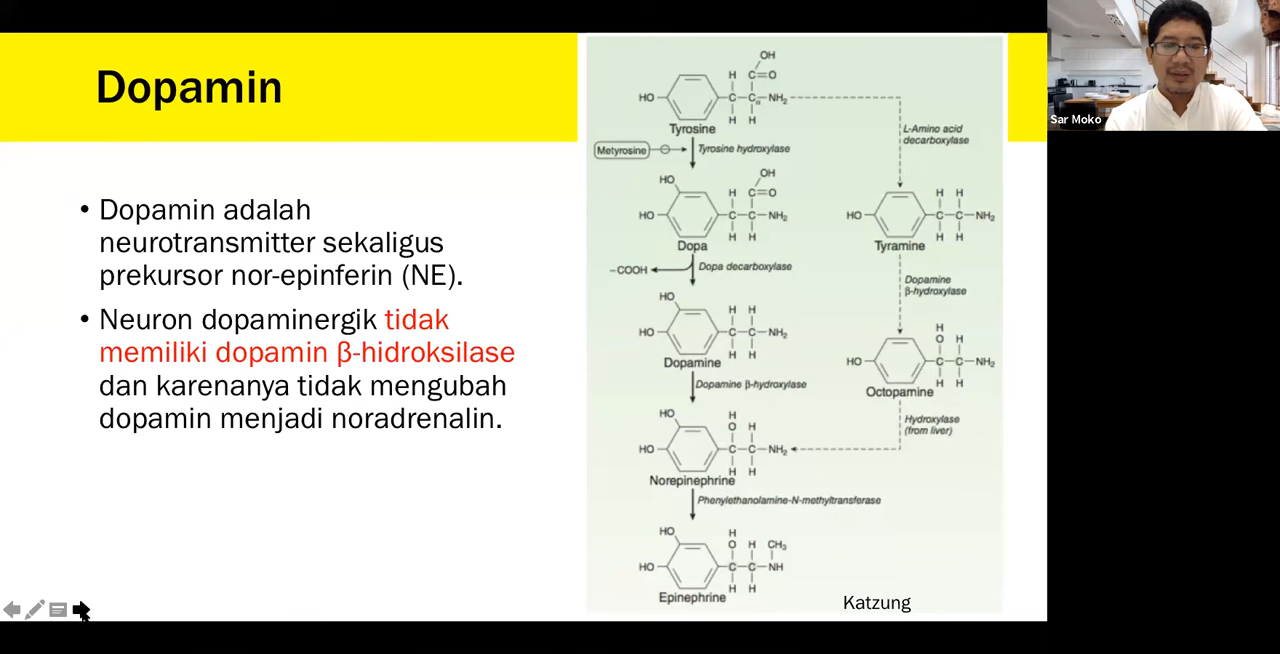 Dopamin
• Dopamin adalah
neurotransmitter sekaligus
prekursor nor-epinferin (NE).
• Neuron dopaminergik tidak
memiliki dopamin β-hidroksilase
dan karenanya tidak mengubah
dopamin menjadi noradrenalin.
OH
H C=O
HO C C NH₂
α
H H
Tyrosine
Metyrosine
Tyrosine hydroxylase
L-Amino acid
decarboxylase
OH
HO H C=O
HO C C NH₂
H H
Dopa
H H
HO C C NH₂
H H
Tyramine
–COOH
Dopa decarboxylase
Dopamine
β-hydroxylase
HO H H
HO C C NH₂
H H
Dopamine
H
O H
HO C C NH₂
H H
Octopamine
Dopamine β-hydroxylase
Hydroxylase
(from liver)
H
HO O H
HO C C NH₂
H H
Norepinephrine
Phenylethanolamine-N-methyltransferase
H
HO O H CH₃
HO C C NH
H H
Epinephrine
Katzung
Sar Moko